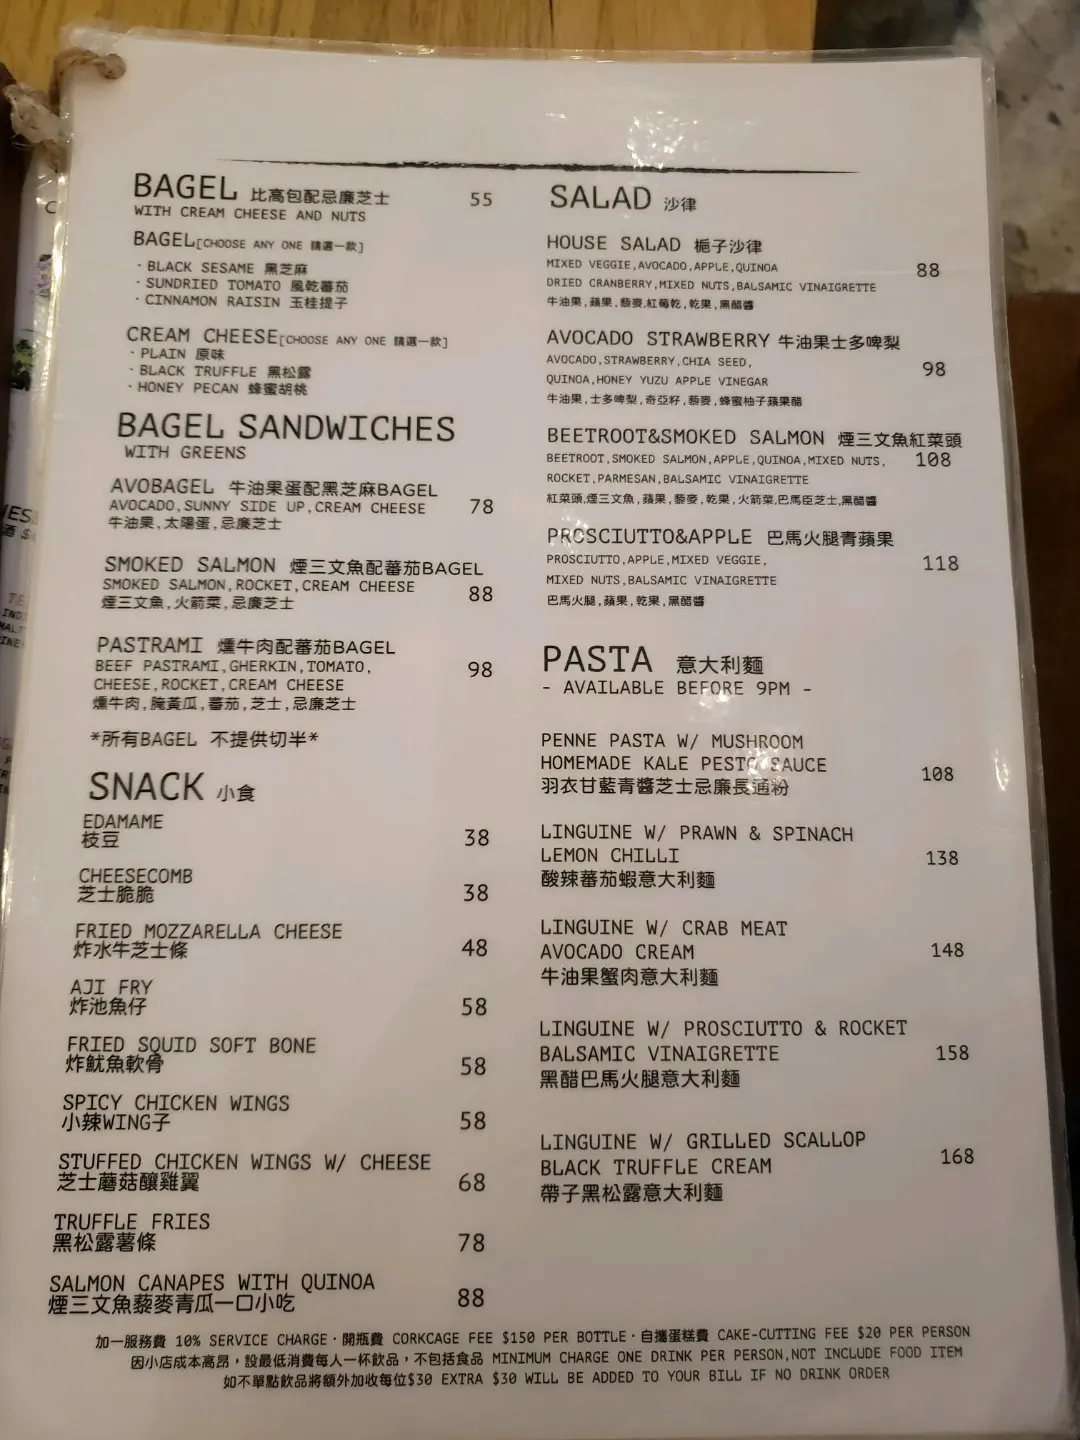 BAGEL 比高包配忌廉芝士 55
WITH CREAM CHEESE AND NUTS
BAGEL[CHOOSE ANY ONE 請選一款]
· BLACK SESAME 黑芝麻
· SUNDRIED TOMATO 風乾蕃茄
· CINNAMON RAISIN 玉桂提子
CREAM CHEESE[CHOOSE ANY ONE 請選一款]
· PLAIN 原味
· BLACK TRUFFLE 黑松露
· HONEY PECAN 蜂蜜胡桃
BAGEL SANDWICHES
WITH GREENS
AVOBAGEL 牛油果蛋配黑芝麻BAGEL
AVOCADO,SUNNY SIDE UP,CREAM CHEESE 78
牛油果,太陽蛋,忌廉芝士
SMOKED SALMON 煙三文魚配蕃茄BAGEL
SMOKED SALMON,ROCKET,CREAM CHEESE 88
煙三文魚,火箭菜,忌廉芝士
PASTRAMI 燻牛肉配蕃茄BAGEL
BEEF PASTRAMI,GHERKIN,TOMATO, 98
CHEESE,ROCKET,CREAM CHEESE
燻牛肉,腌黃瓜,蕃茄,芝士,忌廉芝士
*所有BAGEL 不提供切半*
SNACK 小食
EDAMAME
枝豆 38
CHEESECOMB
芝士脆脆 38
FRIED MOZZARELLA CHEESE
炸水牛芝士條 48
AJI FRY
炸池魚仔 58
FRIED SQUID SOFT BONE
炸魷魚軟骨 58
SPICY CHICKEN WINGS
小辣WING子 58
STUFFED CHICKEN WINGS W/ CHEESE
芝士蘑菇釀雞翼 68
TRUFFLE FRIES
黑松露薯條 78
SALMON CANAPES WITH QUINOA
煙三文魚藜麥青瓜一口小吃 88
SALAD 沙律
HOUSE SALAD 梔子沙律
MIXED VEGGIE,AVOCADO,APPLE,QUINOA 88
DRIED CRANBERRY,MIXED NUTS,BALSAMIC VINAIGRETTE
牛油果,蘋果,藜麥,紅莓乾,乾果,黑醋醬
AVOCADO STRAWBERRY 牛油果士多啤梨
AVOCADO,STRAWBERRY,CHIA SEED, 98
QUINOA,HONEY YUZU APPLE VINEGAR
牛油果,士多啤梨,奇亞籽,藜麥,蜂蜜柚子蘋果醋
BEETROOT&SMOKED SALMON 煙三文魚紅菜頭
BEETROOT,SMOKED SALMON,APPLE,QUINOA,MIXED NUTS, 108
ROCKET,PARMESAN,BALSAMIC VINAIGRETTE
紅菜頭,煙三文魚,蘋果,藜麥,乾果,火箭菜,巴馬臣芝士,黑醋醬
PROSCIUTTO&APPLE 巴馬火腿青蘋果
PROSCIUTTO,APPLE,MIXED VEGGIE, 118
MIXED NUTS,BALSAMIC VINAIGRETTE
巴馬火腿,蘋果,乾果,黑醋醬
PASTA 意大利麵
- AVAILABLE BEFORE 9PM -
PENNE PASTA W/ MUSHROOM
HOMEMADE KALE PESTO SAUCE 108
羽衣甘藍青醬芝士忌廉長通粉
LINGUINE W/ PRAWN & SPINACH
LEMON CHILLI 138
酸辣蕃茄蝦意大利麵
LINGUINE W/ CRAB MEAT
AVOCADO CREAM 148
牛油果蟹肉意大利麵
LINGUINE W/ PROSCIUTTO & ROCKET
BALSAMIC VINAIGRETTE 158
黑醋巴馬火腿意大利麵
LINGUINE W/ GRILLED SCALLOP
BLACK TRUFFLE CREAM 168
帶子黑松露意大利麵
加一服務費 10% SERVICE CHARGE · 開瓶費 CORKCAGE FEE $150 PER BOTTLE · 自攜蛋糕費 CAKE-CUTTING FEE $20 PER PERSON
因小店成本高昂，設最低消費每人一杯飲品，不包括食品 MINIMUM CHARGE ONE DRINK PER PERSON,NOT INCLUDE FOOD ITEM
如不單點飲品將額外加收每位$30 EXTRA $30 WILL BE ADDED TO YOUR BILL IF NO DRINK ORDER